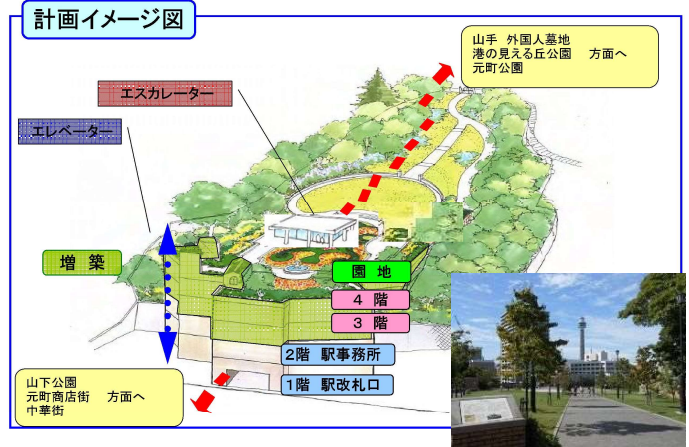 計画イメージ図
山手 外国人墓地
港の見える丘公園 方面へ
元町公園
エスカレーター
エレベーター
増築
園地
4階
3階
2階 駅事務所
1階 駅改札口
山下公園
元町商店街 方面へ
中華街